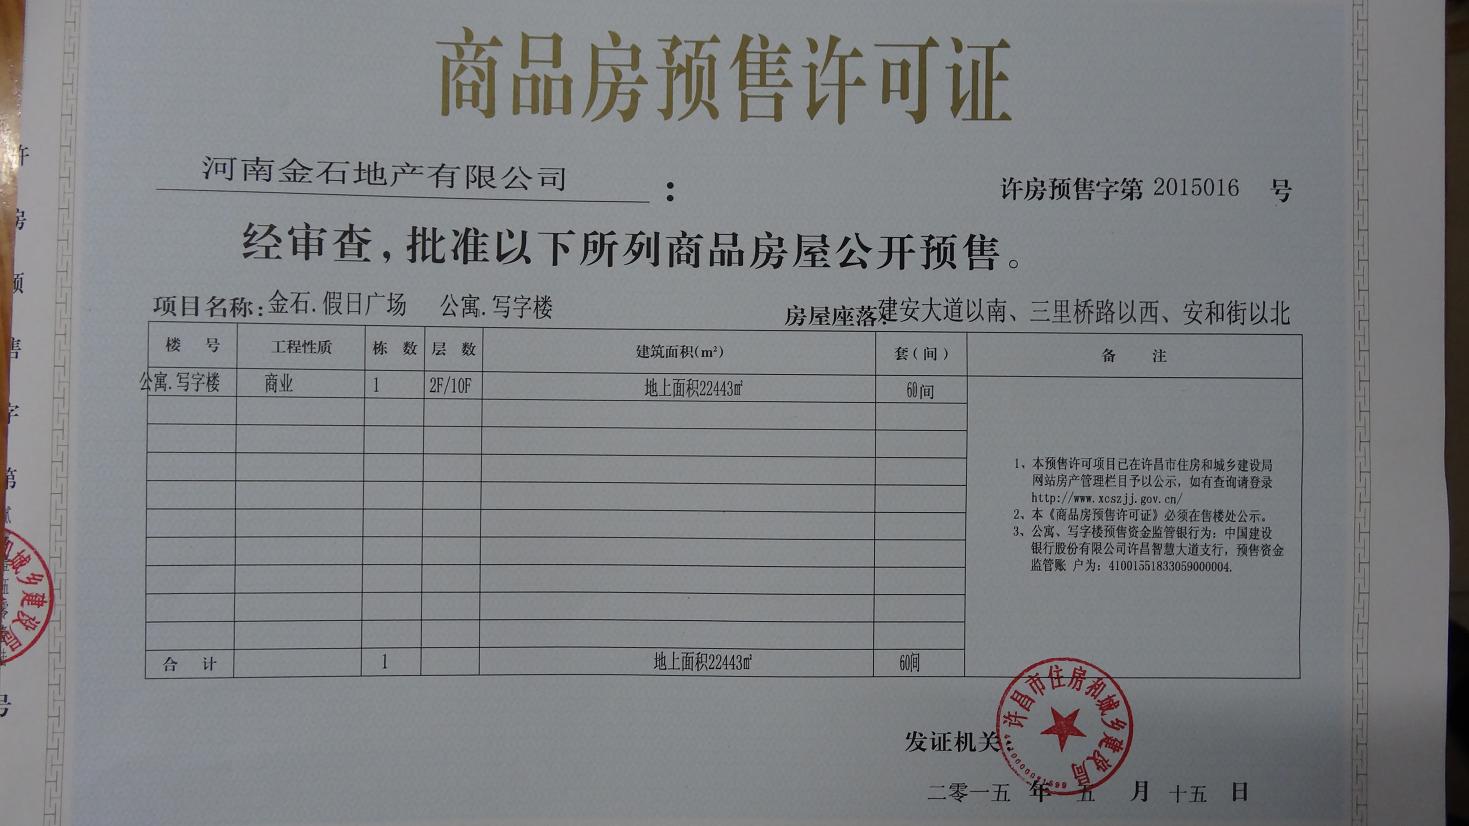 商品房预售许可证
河南金石地产有限公司：
许房预售字第 2015016 号
经审查,批准以下所列商品房屋公开预售。
项目名称:金石.假日广场 公寓.写字楼
房屋座落:建安大道以南、三里桥路以西、安和街以北
楼 号 工程性质 栋 数 层 数 建筑面积(m²) 套(间) 备 注
公寓.写字楼 商业 1 2F/10F 地上面积22443㎡ 60间
1、本预售许可项目已在许昌市住房和城乡建设局
网站房产管理栏目予以公示，如有查询请登录
http://www.xcszjj.gov.cn/
2、本《商品房预售许可证》必须在售楼处公示。
3、公寓、写字楼预售资金监管银行为：中国建设
银行股份有限公司许昌智慧大道支行，预售资金
监管账 户为：41001551833059000004.
合 计 1 地上面积22443㎡ 60间
发证机关:
许昌市住房和城乡建设局
二零一五 年 五 月 十五 日
许
房
预
售
字
第
号
和城乡建设局